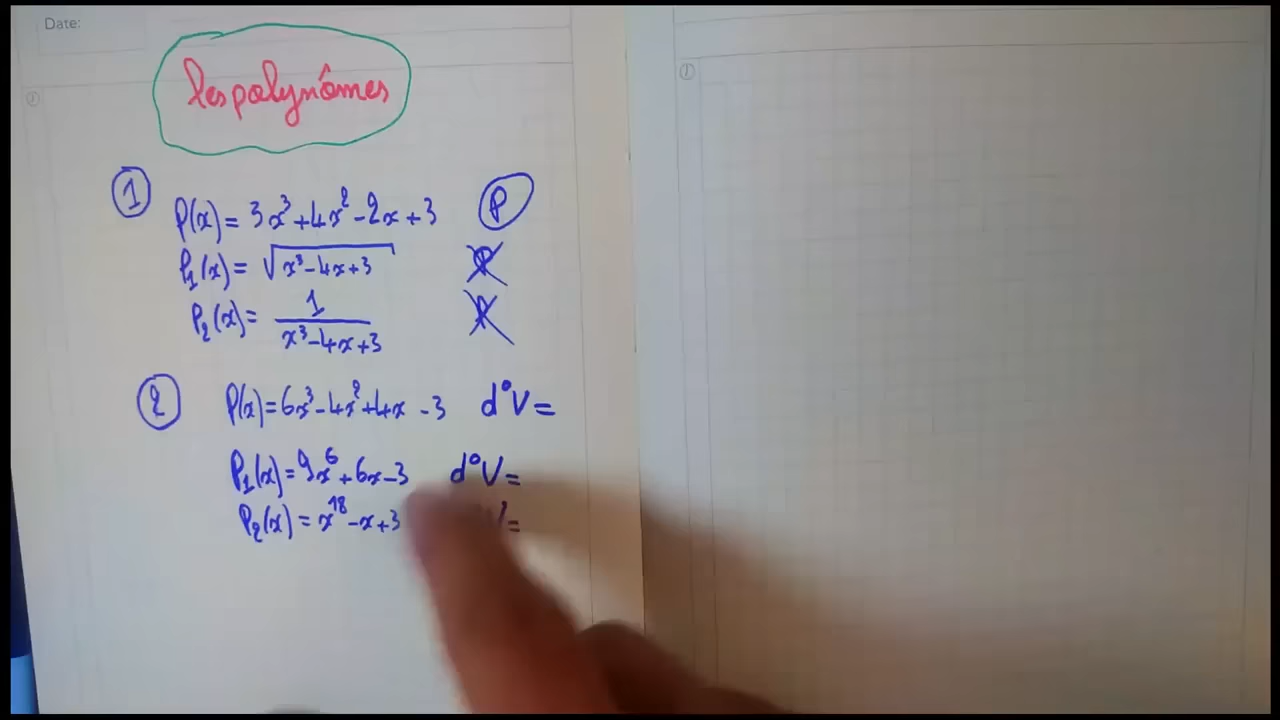 Date:
les polynômes
1
P(x) = 3x³ + 4x² - 2x + 3 P
P₁(x) = √(x³ - 4x + 3) P
P₂(x) = 1/(x³ - 4x + 3) P
2
P(x) = 6x³ - 4x² + 4x - 3 d°V =
P₁(x) = 9x⁶ + 6x - 3 d°V =
P₂(x) = x¹⁸ - x + 3 V =